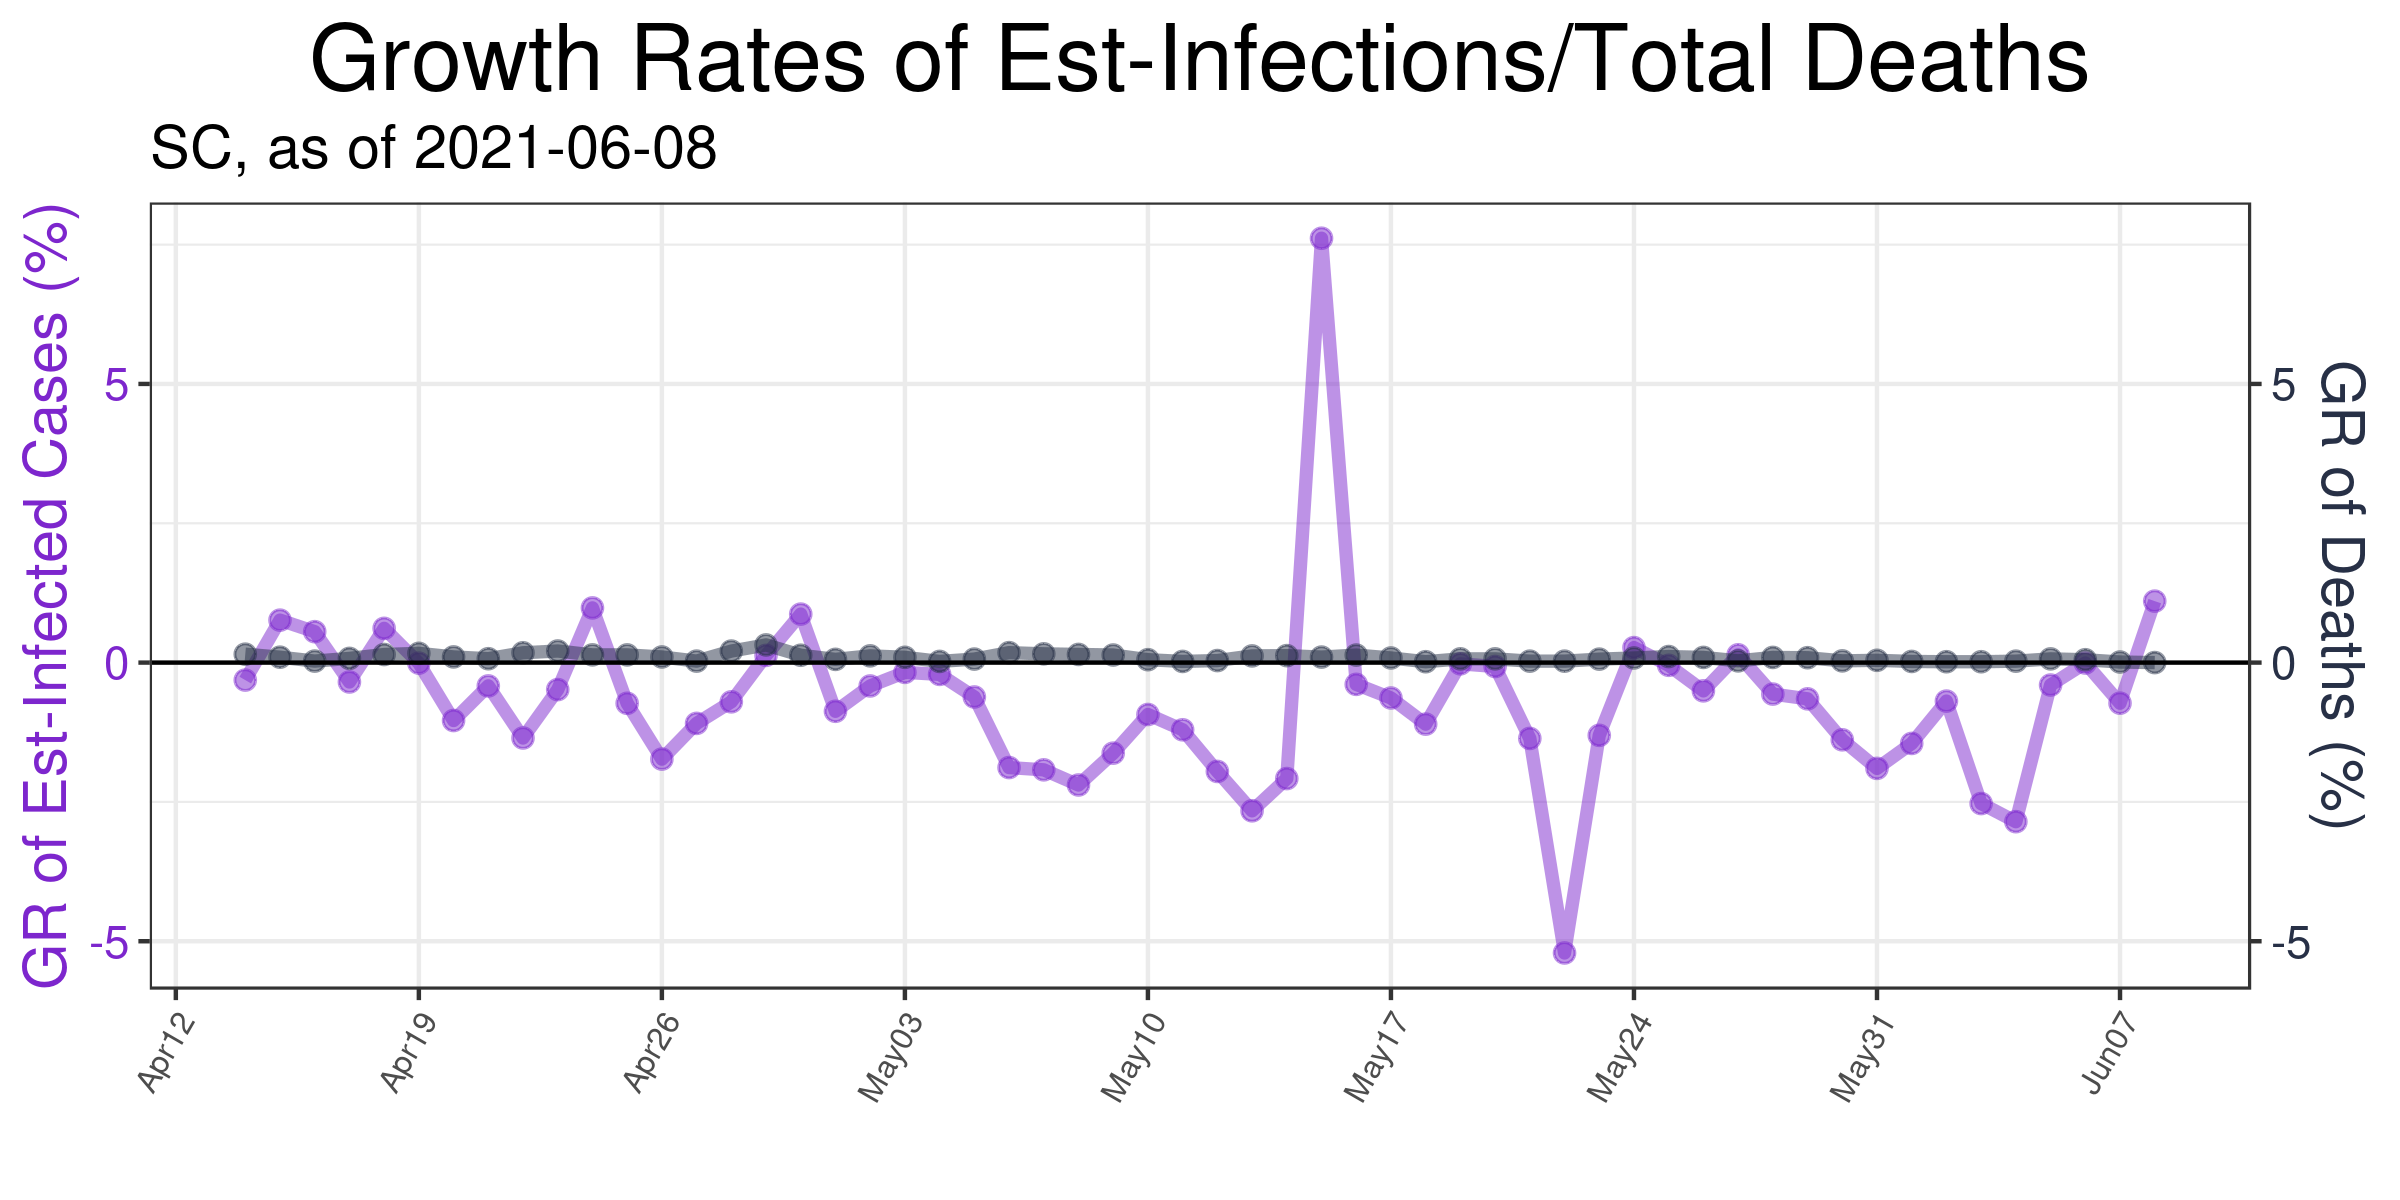 Growth Rates of Est-Infections/Total Deaths
SC, as of 2021-06-08
GR of Est-Infected Cases (%)
5
0
-5
5
0
-5
GR of Deaths (%)
Apr12
Apr19
Apr26
May03
May10
May17
May24
May31
Jun07